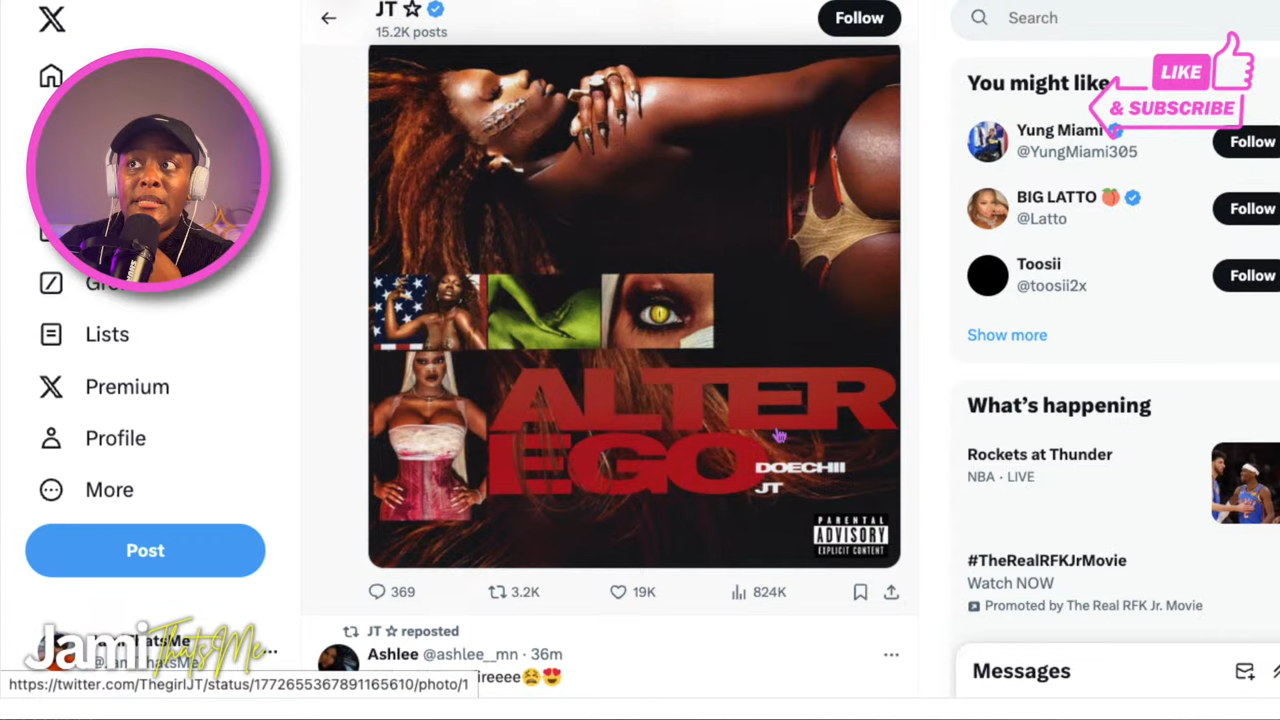 JT ☆
15.2K posts
Follow
Search
LIKE
& SUBSCRIBE
You might like
Yung Miami
@YungMiami305
Follow
BIG LATTO 🍑
@Latto
Follow
Toosii
@toosii2x
Follow
Show more
Lists
Premium
Profile
More
Post
ALTER
EGO
DOECHII
JT
PARENTAL
ADVISORY
EXPLICIT CONTENT
369
3.2K
19K
824K
What’s happening
Rockets at Thunder
NBA · LIVE
#TheRealRFKJrMovie
Watch NOW
Promoted by The Real RFK Jr. Movie
JT ☆ reposted
Ashlee @ashlee__mn · 36m
ireeee😫😍
JamiThatsMe
Messages
https://twitter.com/ThegirlJT/status/1772655367891165610/photo/1